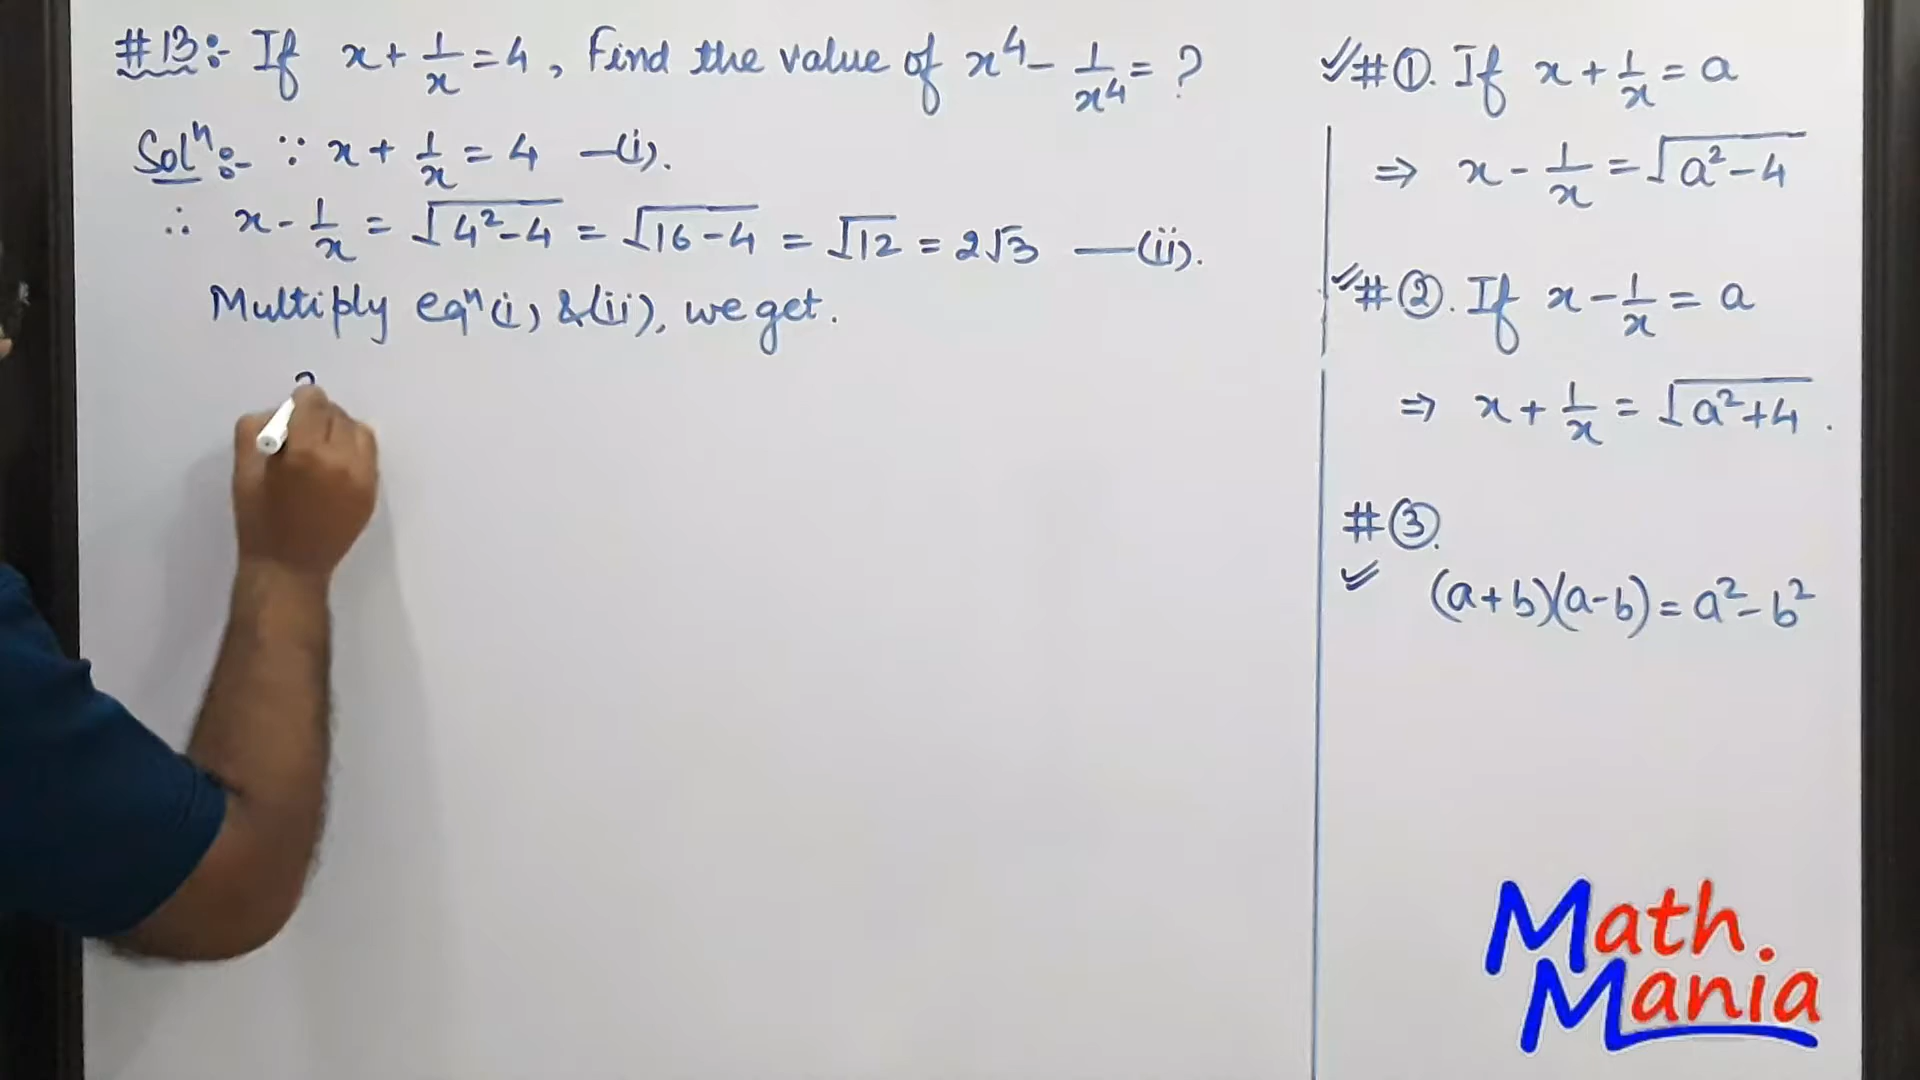 #13:- If x + 1/x = 4, Find the value of x⁴ - 1/x⁴ = ?
Solⁿ:- ∵ x + 1/x = 4 —(i).
∴ x - 1/x = √(4²-4) = √(16-4) = √12 = 2√3 —(ii).
Multiply eqⁿ(i) & (ii), we get.
#①. If x + 1/x = a
⇒ x - 1/x = √(a²-4)
#②. If x - 1/x = a
⇒ x + 1/x = √(a²+4).
#③.
(a+b)(a-b) = a²-b²
Math
Mania